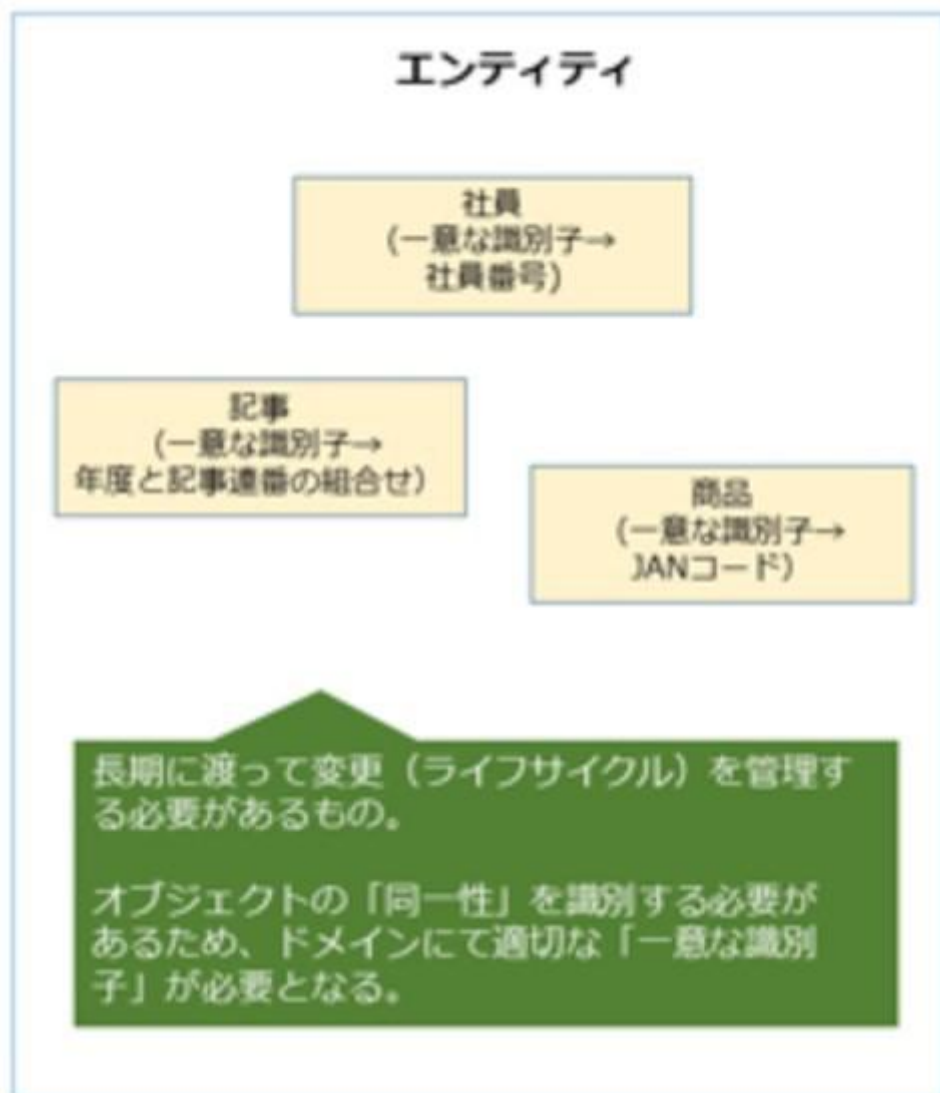 エンティティ
社員
(一意な識別子→
社員番号)
記事
(一意な識別子→
年度と記事連番の組合せ)
商品
(一意な識別子→
JANコード)
長期に渡って変更（ライフサイクル）を管理す
る必要があるもの。
オブジェクトの「同一性」を識別する必要が
あるため、ドメインにて適切な「一意な識別
子」が必要となる。